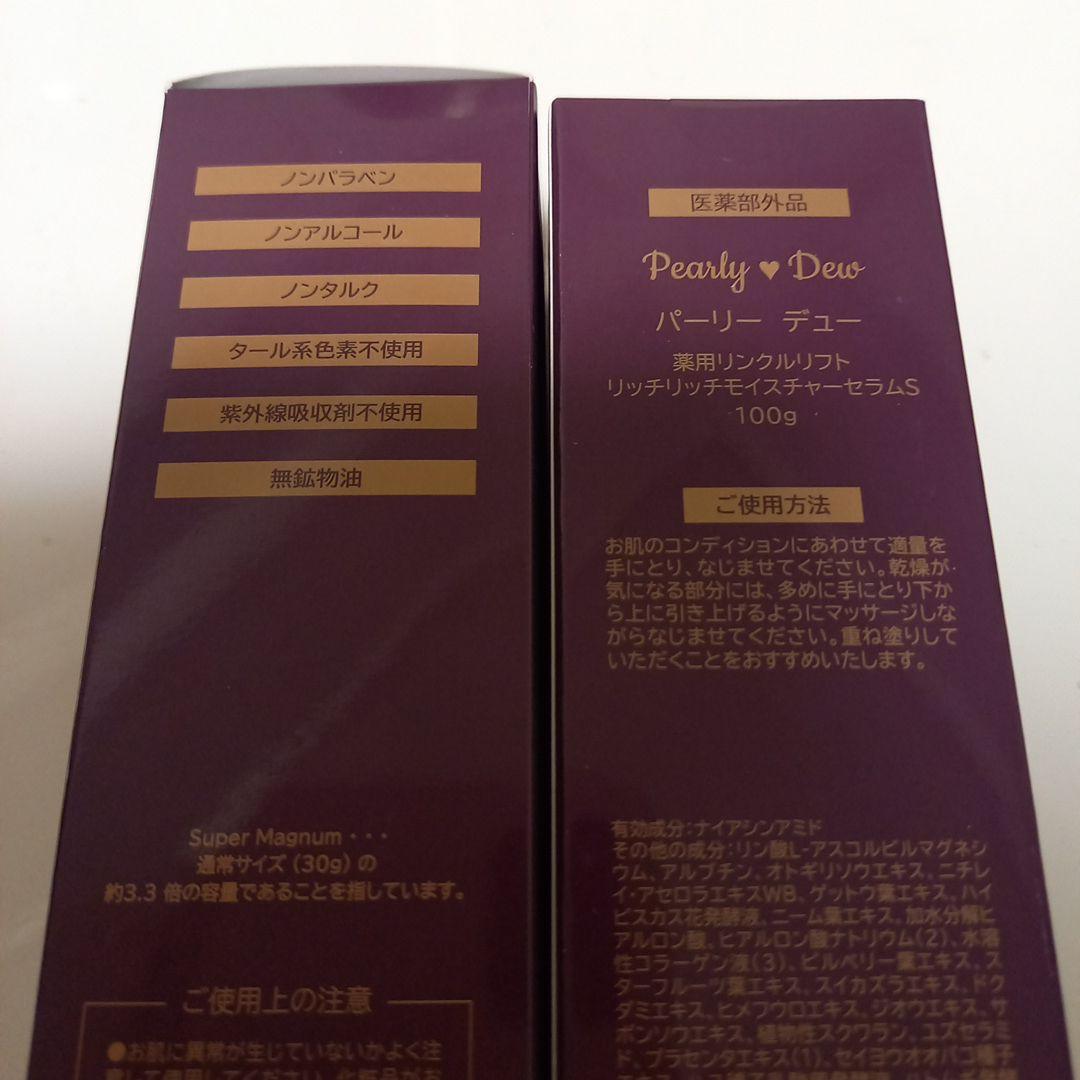 ノンパラベン
ノンアルコール
ノンタルク
タール系色素不使用
紫外線吸収剤不使用
無鉱物油
Super Magnum・・・
通常サイズ（30g）の
約3.3 倍の容量であることを指しています。
ご使用上の注意
●お肌に異常が生じていないかよく注
意して使用してください。化粧品がお
医薬部外品
Pearly ♥ Dew
パーリー デュー
薬用リンクルリフト
リッチリッチモイスチャーセラムS
100g
ご使用方法
お肌のコンディションにあわせて適量を
手にとり、なじませてください。乾燥が
気になる部分には、多めに手にとり下か
ら上に引き上げるようにマッサージしな
がらなじませてください。重ね塗りして
いただくことをおすすめいたします。
有効成分：ナイアシンアミド
その他の成分：リン酸L-アスコルビルマグネシ
ウム、アルブチン、オトギリソウエキス、ニチレ
イ・アセロラエキスWB、ゲットウ葉エキス、ハイ
ビスカス花発酵液、ニーム葉エキス、加水分解ヒ
アルロン酸、ヒアルロン酸ナトリウム（2）、水溶
性コラーゲン液（3）、ビルベリー葉エキス、ス
ターフルーツ葉エキス、スイカズラエキス、ドク
ダミエキス、ヒメフウロエキス、ジオウエキス、サ
ボンソウエキス、植物性スクワラン、ユズセラミ
ド、プラセンタエキス（1）、セイヨウオオバコ種子